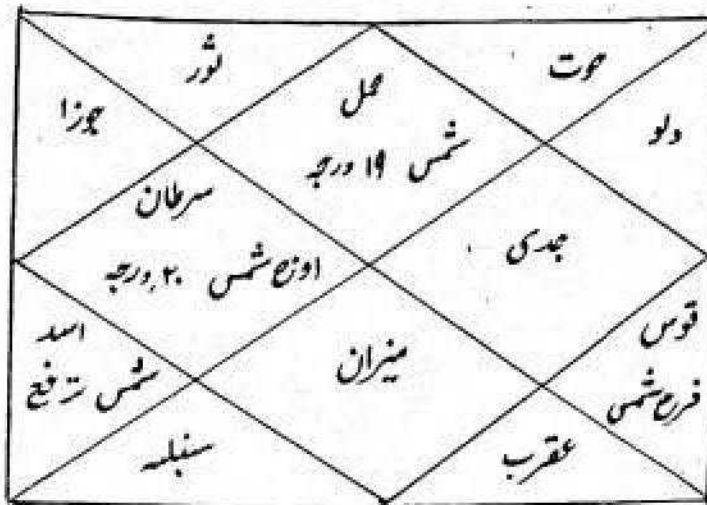 ثور
حوت
جوزا
حمل
دلو
شمس ۱۹ درجہ
سرطان
جدی
اوج شمس ۲۰ درجہ
قوس
فرح شمس
میزان
اسد
شمس ترفع
سنبلہ
عقرب